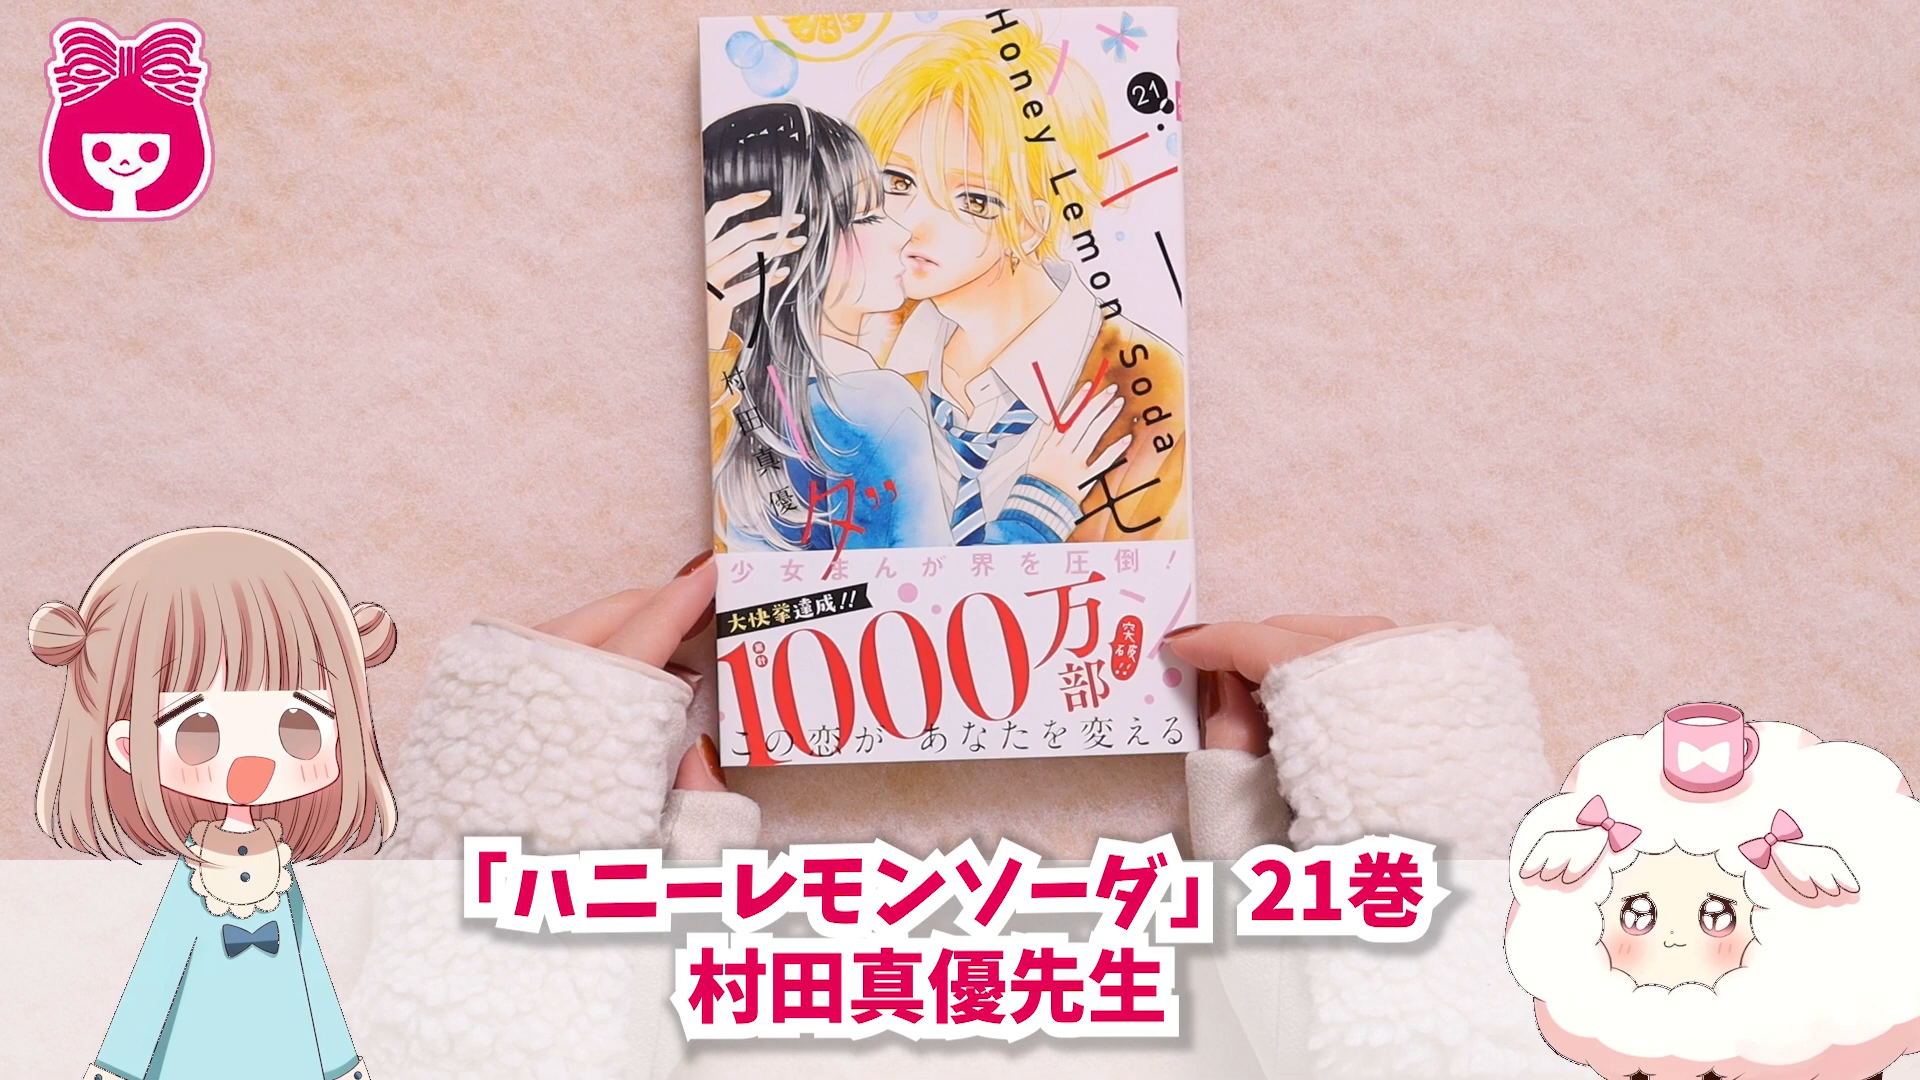 Honey Lemon Soda
21
ハニーレモン
ソーダ
村田真優
少女まんが界を圧倒!
大快挙達成!!
累計
1000万部
突破!!
この恋が あなたを変える
「ハニーレモンソーダ」21巻
村田真優先生